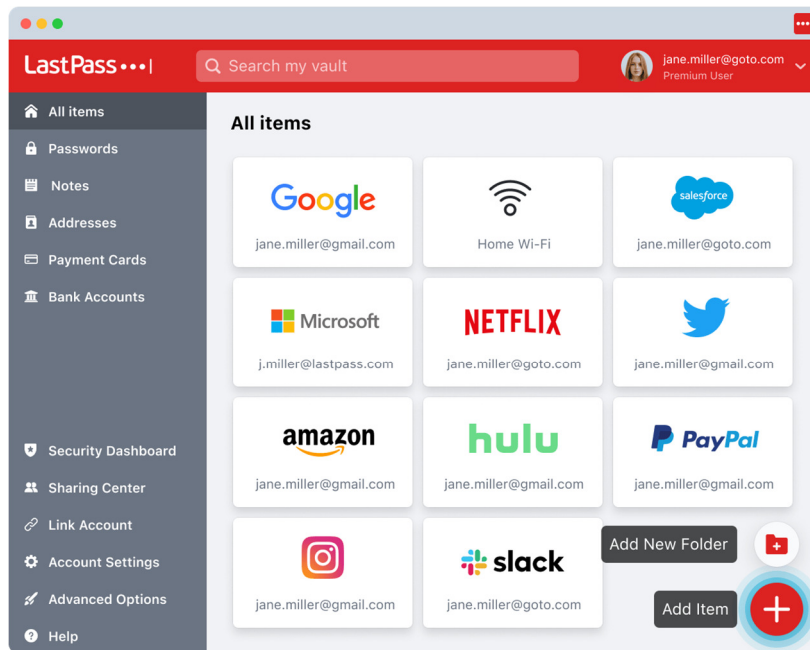 LastPass
Search my vault
jane.miller@goto.com
Premium User
All items
Passwords
Notes
Addresses
Payment Cards
Bank Accounts
Security Dashboard
Sharing Center
Link Account
Account Settings
Advanced Options
Help
All items
Google
jane.miller@gmail.com
Home Wi-Fi
salesforce
jane.miller@goto.com
Microsoft
j.miller@lastpass.com
NETFLIX
jane.miller@goto.com
jane.miller@gmail.com
amazon
jane.miller@gmail.com
hulu
jane.miller@gmail.com
PayPal
jane.miller@gmail.com
jane.miller@gmail.com
slack
jane.miller@goto.com
Add New Folder
Add Item